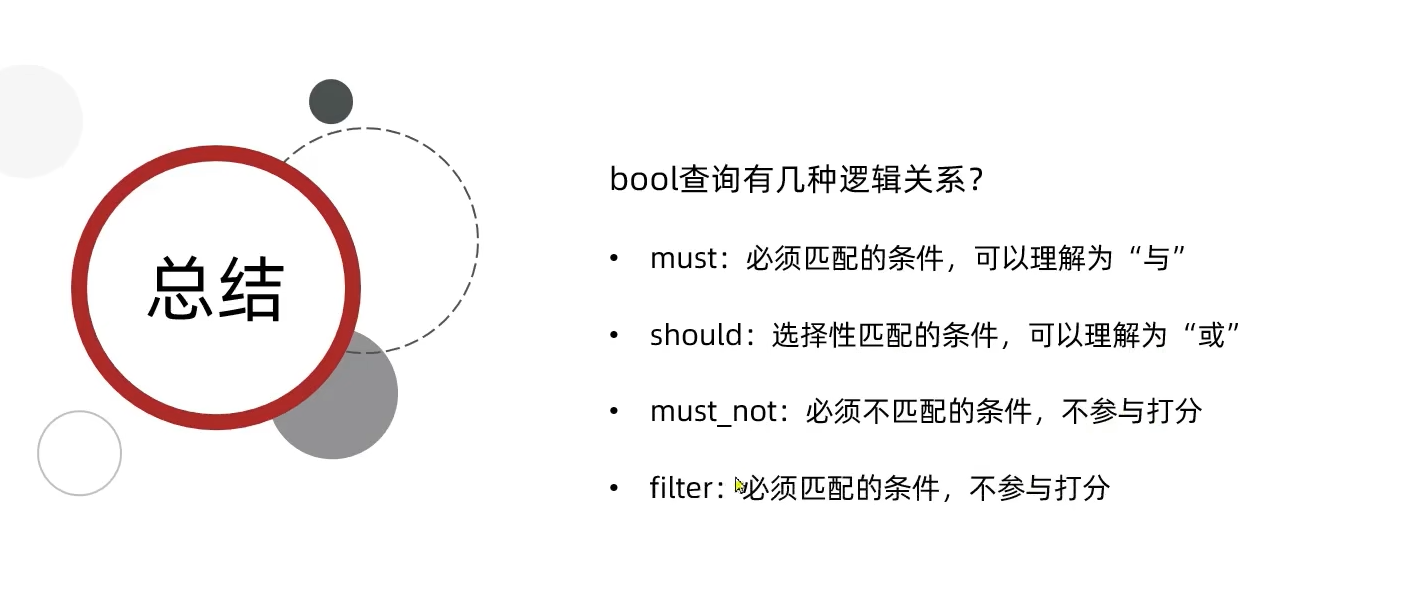 总结
bool查询有几种逻辑关系？
• must：必须匹配的条件，可以理解为“与”
• should：选择性匹配的条件，可以理解为“或”
• must_not：必须不匹配的条件，不参与打分
• filter：必须匹配的条件，不参与打分